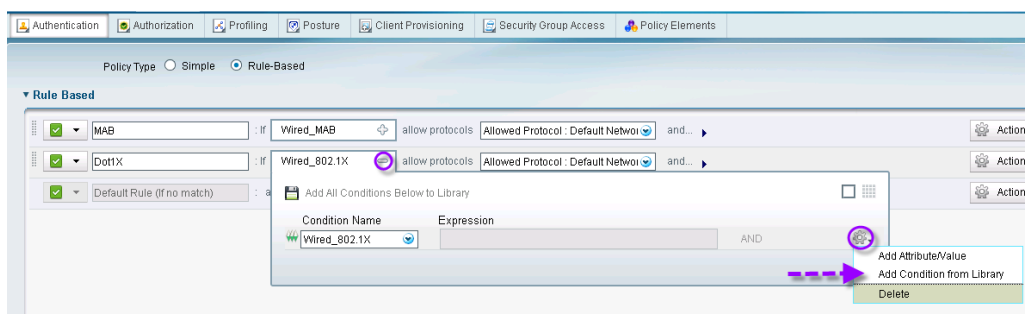 Authentication Authorization Profiling Posture Client Provisioning Security Group Access Policy Elements
Policy Type Simple Rule-Based
Rule Based
MAB : If Wired_MAB allow protocols Allowed Protocol : Default Networ and... Action
Dot1X : If Wired_802.1X allow protocols Allowed Protocol : Default Networ and... Action
Default Rule (If no match) : a Action
Add All Conditions Below to Library
Condition Name Expression
Wired_802.1X AND
Add Attribute/Value
Add Condition from Library
Delete